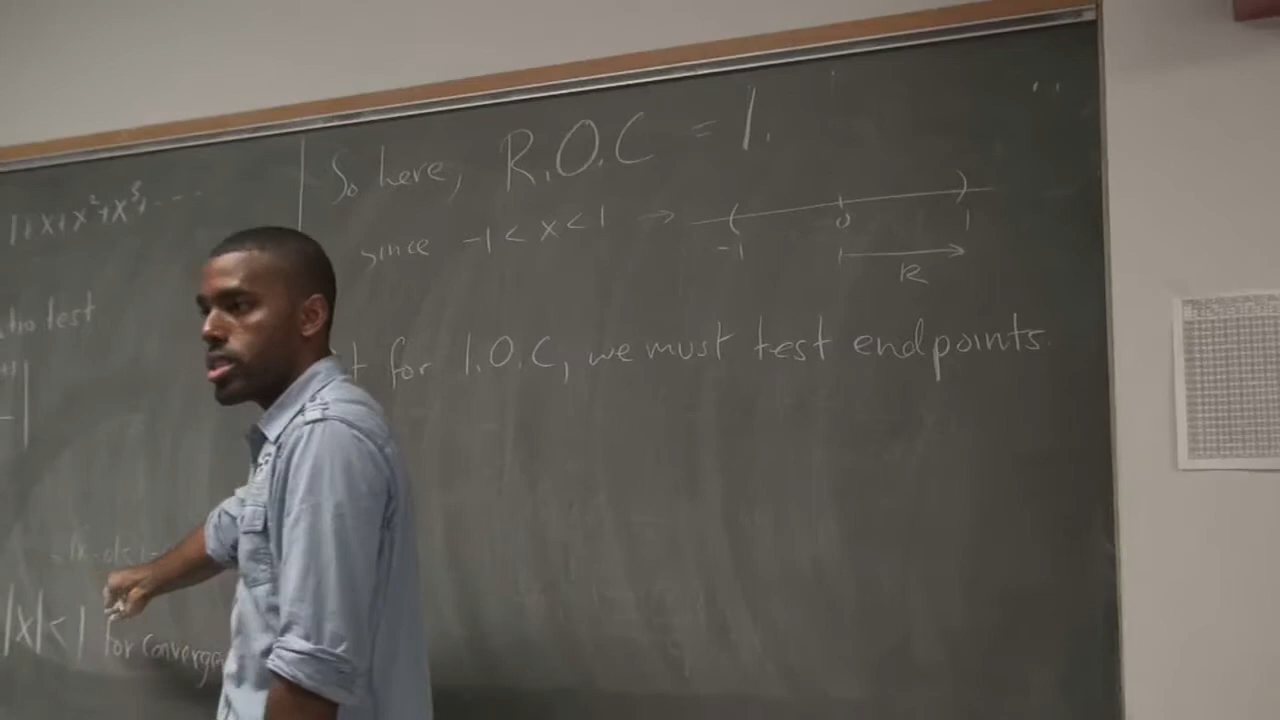 1+x+x²+x³+...
test
|x|<1 for converge
So here, R.O.C = 1.
since -1<x<1 →
-1 0 1
R
for I.O.C, we must test endpoints.